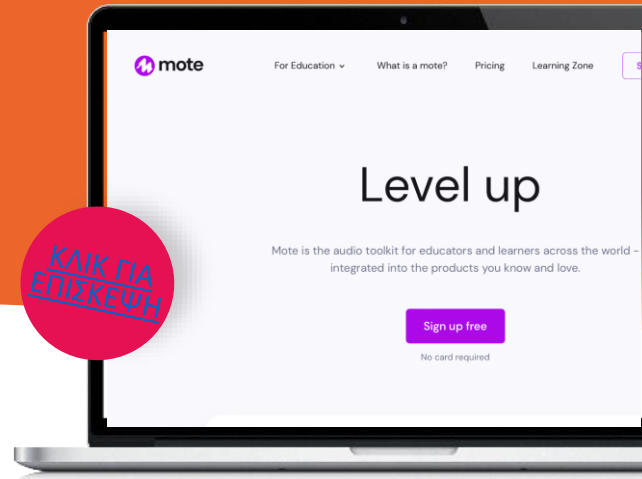 mote
For Education
What is a mote?
Pricing
Learning Zone
S
Level up
Mote is the audio toolkit for educators and learners across the world -
integrated into the products you know and love.
Sign up free
No card required
ΚΛΙΚ ΓΙΑ
ΕΠΙΣΚΕΨΗ